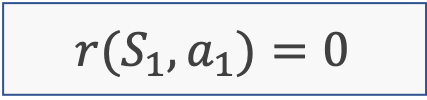 r(S₁, a₁) = 0